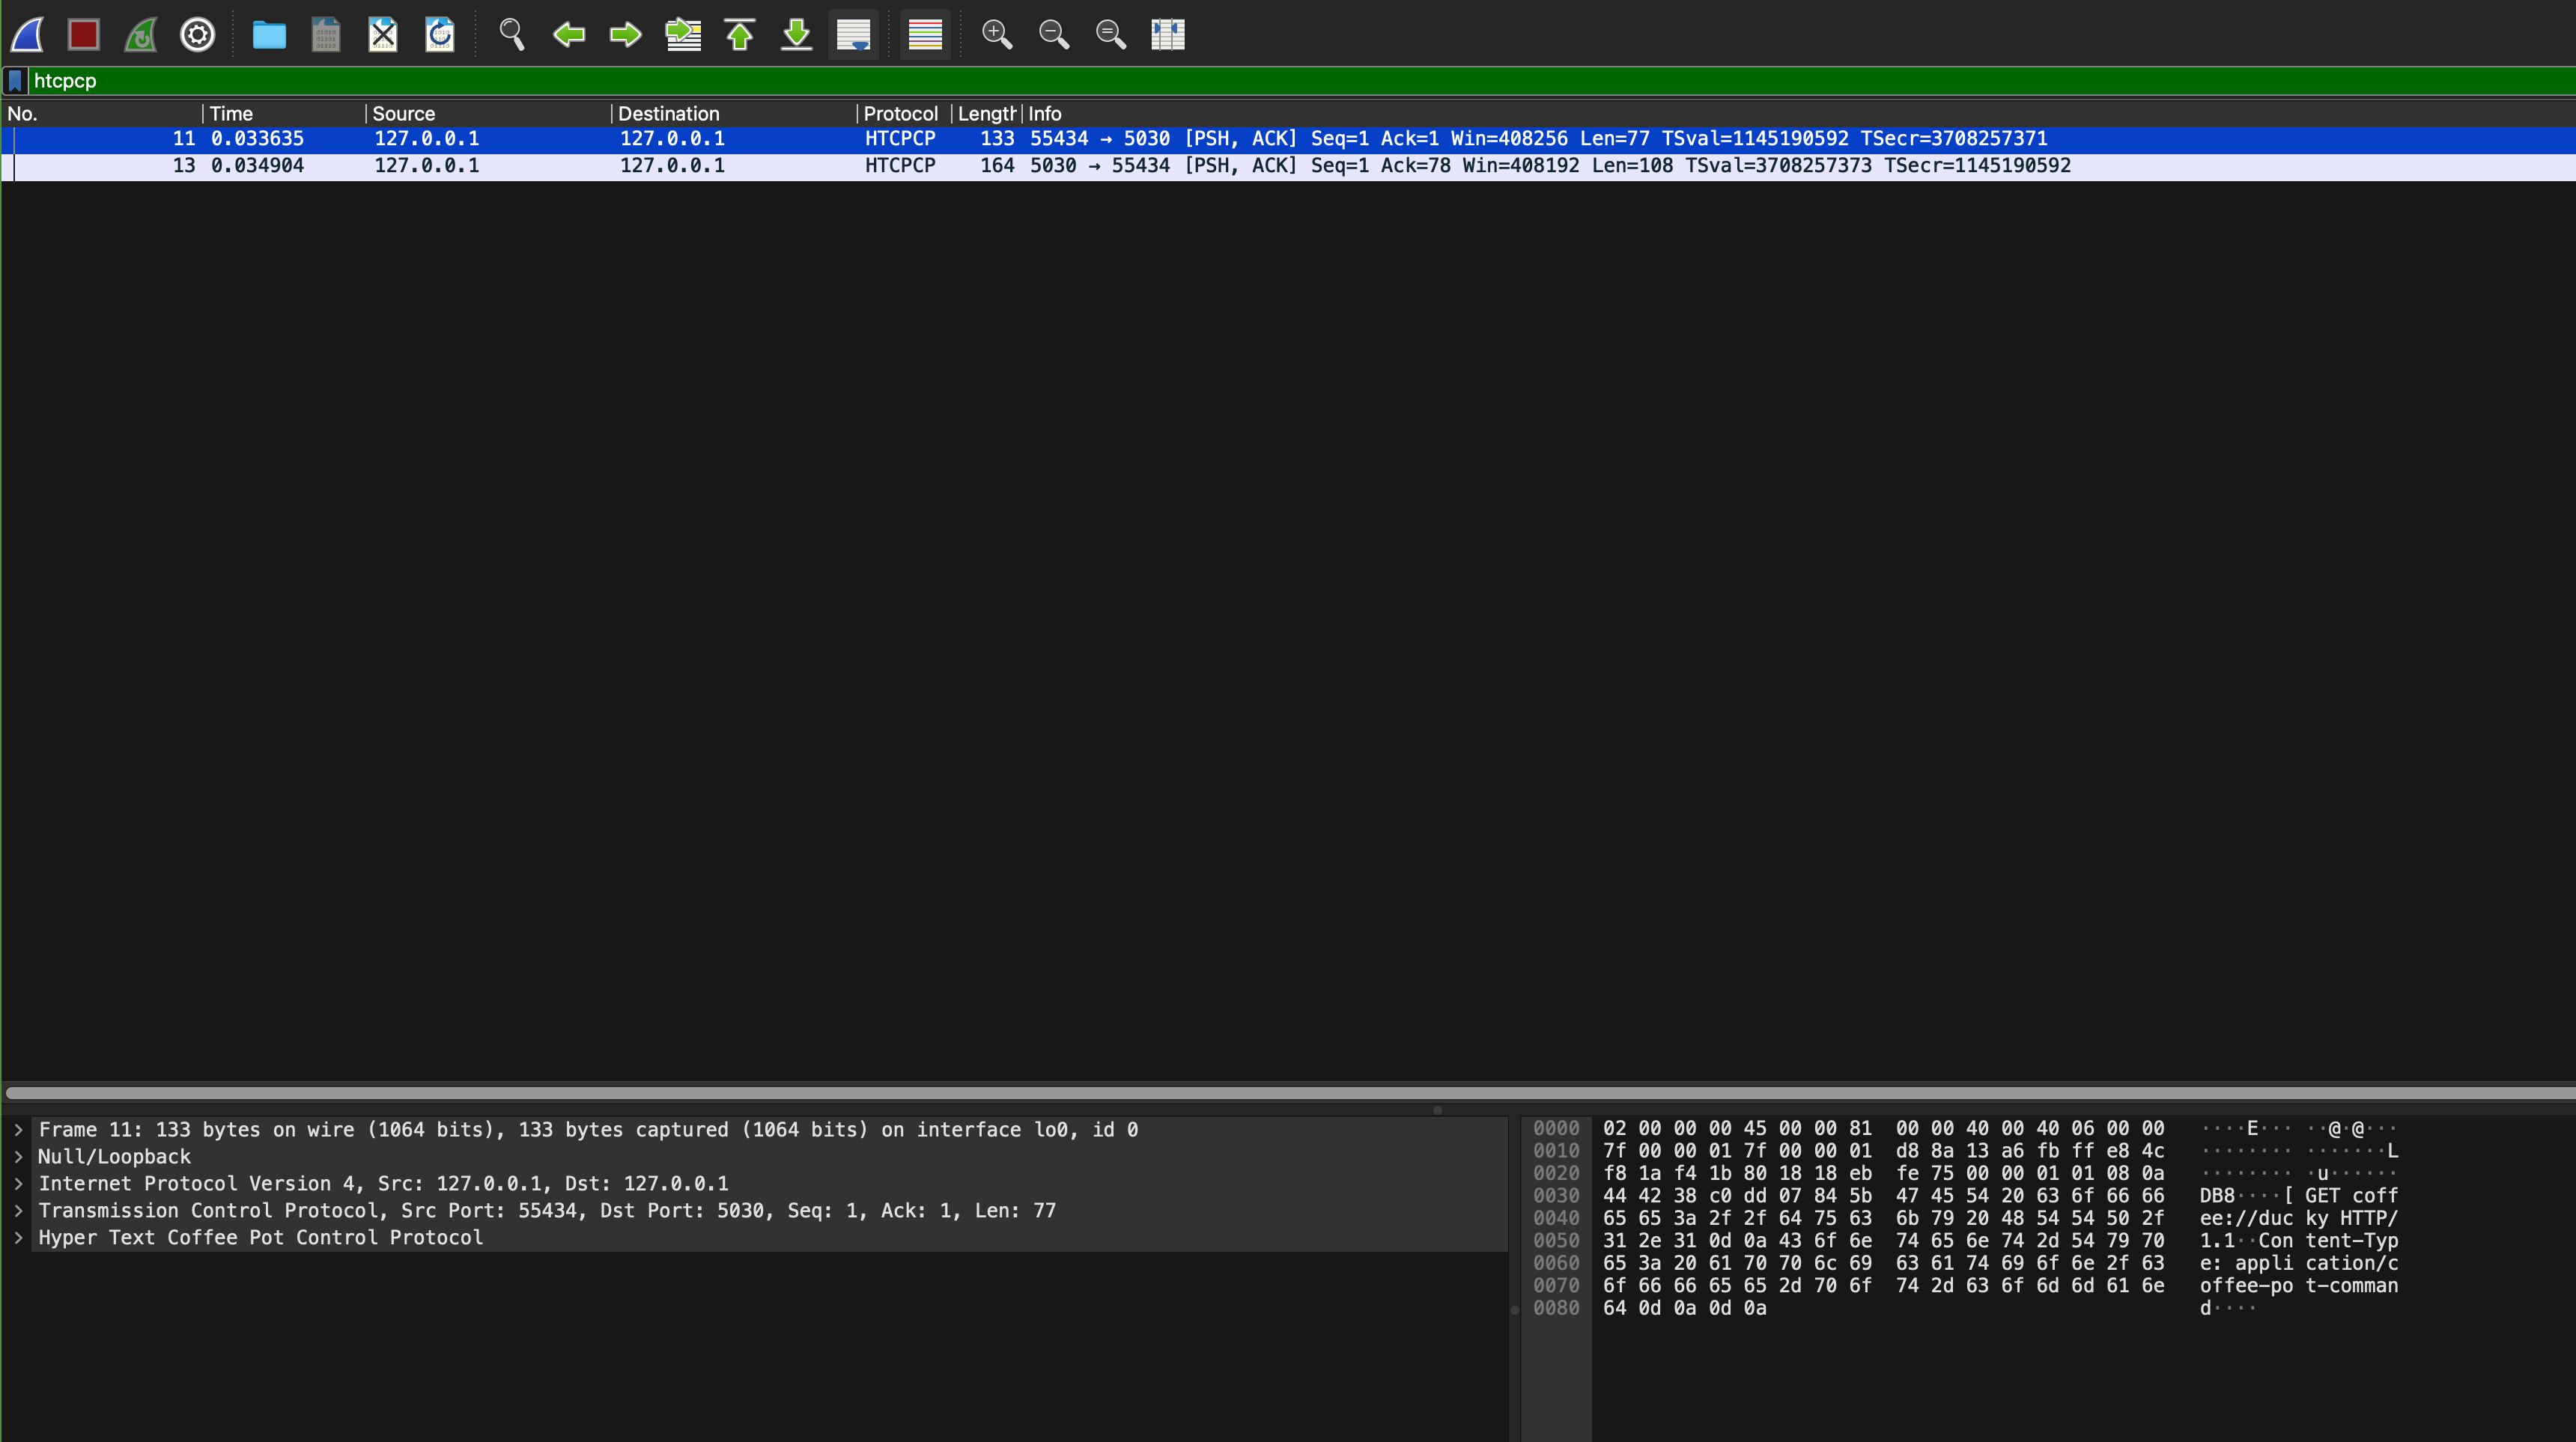 htcpcp
No. Time Source Destination Protocol Length Info
11 0.033635 127.0.0.1 127.0.0.1 HTCPCP 133 55434 → 5030 [PSH, ACK] Seq=1 Ack=1 Win=408256 Len=77 TSval=1145190592 TSecr=3708257371
13 0.034904 127.0.0.1 127.0.0.1 HTCPCP 164 5030 → 55434 [PSH, ACK] Seq=1 Ack=78 Win=408192 Len=108 TSval=3708257373 TSecr=1145190592
Frame 11: 133 bytes on wire (1064 bits), 133 bytes captured (1064 bits) on interface lo0, id 0
Null/Loopback
Internet Protocol Version 4, Src: 127.0.0.1, Dst: 127.0.0.1
Transmission Control Protocol, Src Port: 55434, Dst Port: 5030, Seq: 1, Ack: 1, Len: 77
Hyper Text Coffee Pot Control Protocol
0000 02 00 00 00 45 00 00 81 00 00 40 00 40 06 00 00 ····E··· ··@·@···
0010 7f 00 00 01 7f 00 00 01 d8 8a 13 a6 fb ff e8 4c ········ ·······L
0020 f8 1a f4 1b 80 18 18 eb fe 75 00 00 01 01 08 0a ········ ·u······
0030 44 42 38 c0 dd 07 84 5b 47 45 54 20 63 6f 66 66 DB8····[ GET coff
0040 65 65 3a 2f 2f 64 75 63 6b 79 20 48 54 54 50 2f ee://duc ky HTTP/
0050 31 2e 31 0d 0a 43 6f 6e 74 65 6e 74 2d 54 79 70 1.1··Con tent-Typ
0060 65 3a 20 61 70 70 6c 69 63 61 74 69 6f 6e 2f 63 e: appli cation/c
0070 6f 66 66 65 65 2d 70 6f 74 2d 63 6f 6d 6d 61 6e offee-po t-comman
0080 64 0d 0a 0d 0a d····